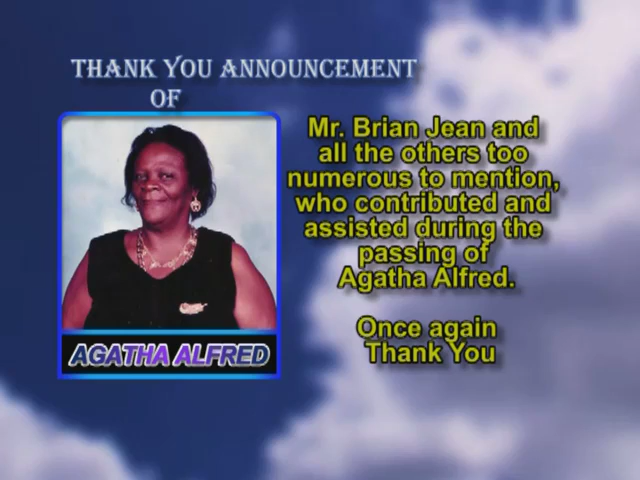 THANK YOU ANNOUNCEMENT
OF
AGATHA ALFRED
Mr. Brian Jean and
all the others too
numerous to mention,
who contributed and
assisted during the
passing of
Agatha Alfred.
Once again
Thank You